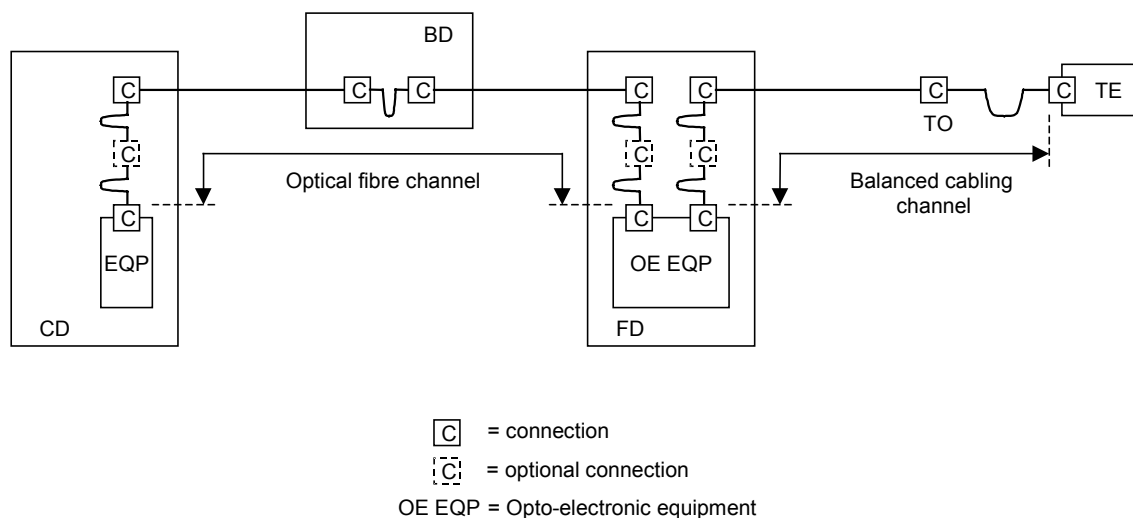 BD
C
C
C
C
C
C
C
TE
TO
C
C
C
Optical fibre channel
Balanced cabling
channel
C
C
C
EQP
OE EQP
CD
FD
C = connection
C = optional connection
OE EQP = Opto-electronic equipment